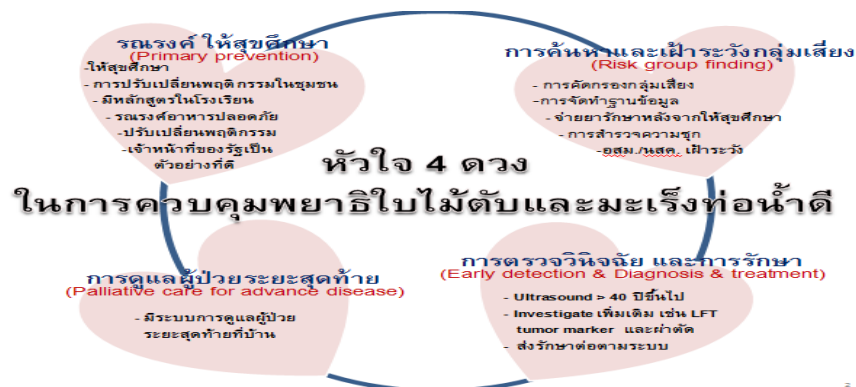 รณรงค์ ให้สุขศึกษา
(Primary prevention)
-ให้สุขศึกษา
- การปรับเปลี่ยนพฤติกรรมในชุมชน
- มีหลักสูตรในโรงเรียน
- รณรงค์อาหารปลอดภัย
-ปรับเปลี่ยนพฤติกรรม
-เจ้าหน้าที่ของรัฐเป็น
ตัวอย่างที่ดี
การค้นหาและเฝ้าระวังกลุ่มเสี่ยง
(Risk group finding)
- การคัดกรองกลุ่มเสี่ยง
-การจัดทำฐานข้อมูล
- จ่ายยารักษาหลังจากให้สุขศึกษา
- การสำรวจความชุก
-อสม./นสค. เฝ้าระวัง
หัวใจ 4 ดวง
ในการควบคุมพยาธิใบไม้ตับและมะเร็งท่อน้ำดี
การดูแลผู้ป่วยระยะสุดท้าย
(Palliative care for advance disease)
- มีระบบการดูแลผู้ป่วย
ระยะสุดท้ายที่บ้าน
การตรวจวินิจฉัย และการรักษา
(Early detection & Diagnosis & treatment)
- Ultrasound > 40 ปีขึ้นไป
- Investigate เพิ่มเติม เช่น LFT
tumor marker และผ่าตัด
- ส่งรักษาต่อตามระบบ